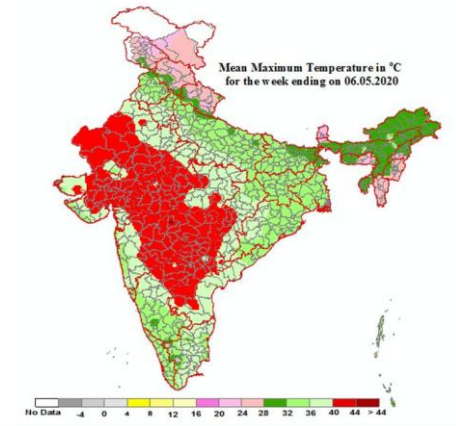 Mean Maximum Temperature in °C
for the week ending on 06.05.2020
No Data -4 0 4 8 12 16 20 24 28 32 36 40 44 > 44